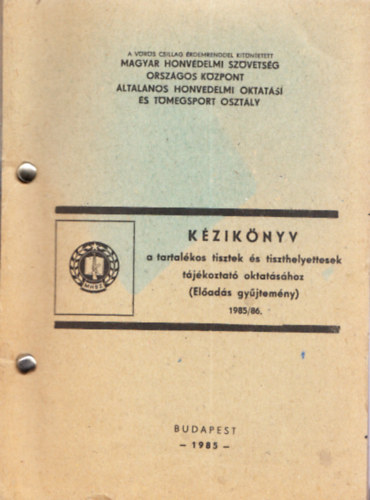 A VÖRÖS CSILLAG ÉRDEMRENDDEL KITÜNTETETT
MAGYAR HONVÉDELMI SZÖVETSÉG
ORSZÁGOS KÖZPONT
ÁLTALÁNOS HONVÉDELMI OKTATÁSI
ÉS TÖMEGSPORT OSZTÁLY
KÉZIKÖNYV
a tartalékos tisztek és tiszthelyettesek
tájékoztató oktatásához
(Előadás gyűjtemény)
1985/86.
MHSZ
BUDAPEST
– 1985 –